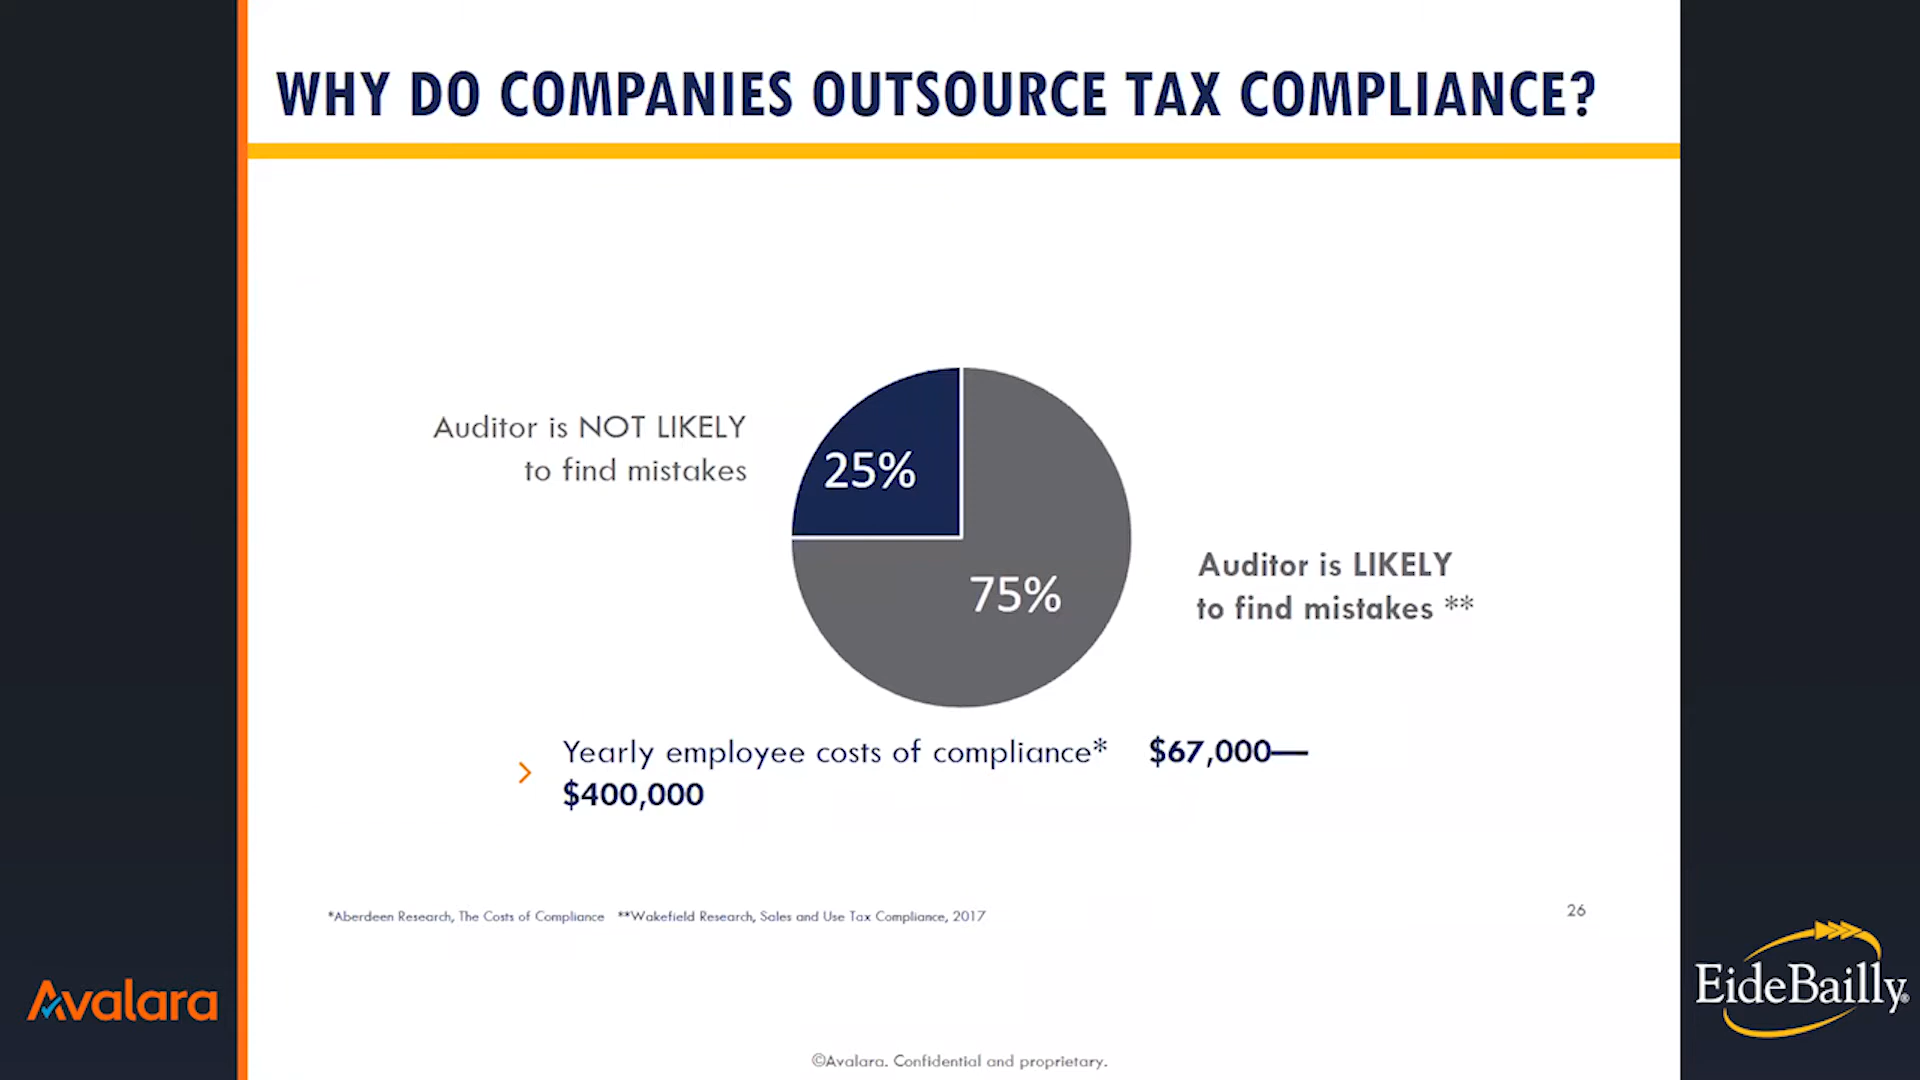 WHY DO COMPANIES OUTSOURCE TAX COMPLIANCE?
Auditor is NOT LIKELY
to find mistakes
25%
75%
Auditor is LIKELY
to find mistakes **
Yearly employee costs of compliance* $67,000—
$400,000
*Aberdeen Research, The Costs of Compliance **Wakefield Research, Sales and Use Tax Compliance, 2017
26
Avalara
EideBailly®
©Avalara. Confidential and proprietary.